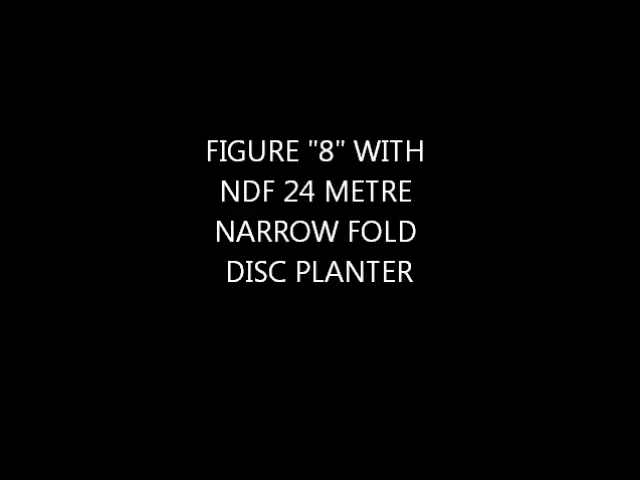 FIGURE "8" WITH
NDF 24 METRE
NARROW FOLD
DISC PLANTER